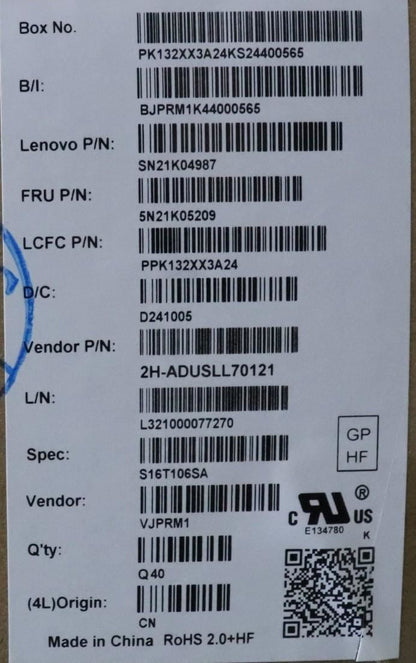 Box No.
PK132XX3A24KS24400565
B/I:
BJPRM1K44000565
Lenovo P/N:
SN21K04987
FRU P/N:
5N21K05209
LCFC P/N:
PPK132XX3A24
D/C:
D241005
Vendor P/N:
2H-ADUSLL70121
L/N:
L321000077270
GP
HF
Spec:
S16T106SA
Vendor:
VJPRM1
C RU ® US
E134780
K
Q'ty:
Q40
(4L)Origin:
CN
Made in China RoHS 2.0+HF